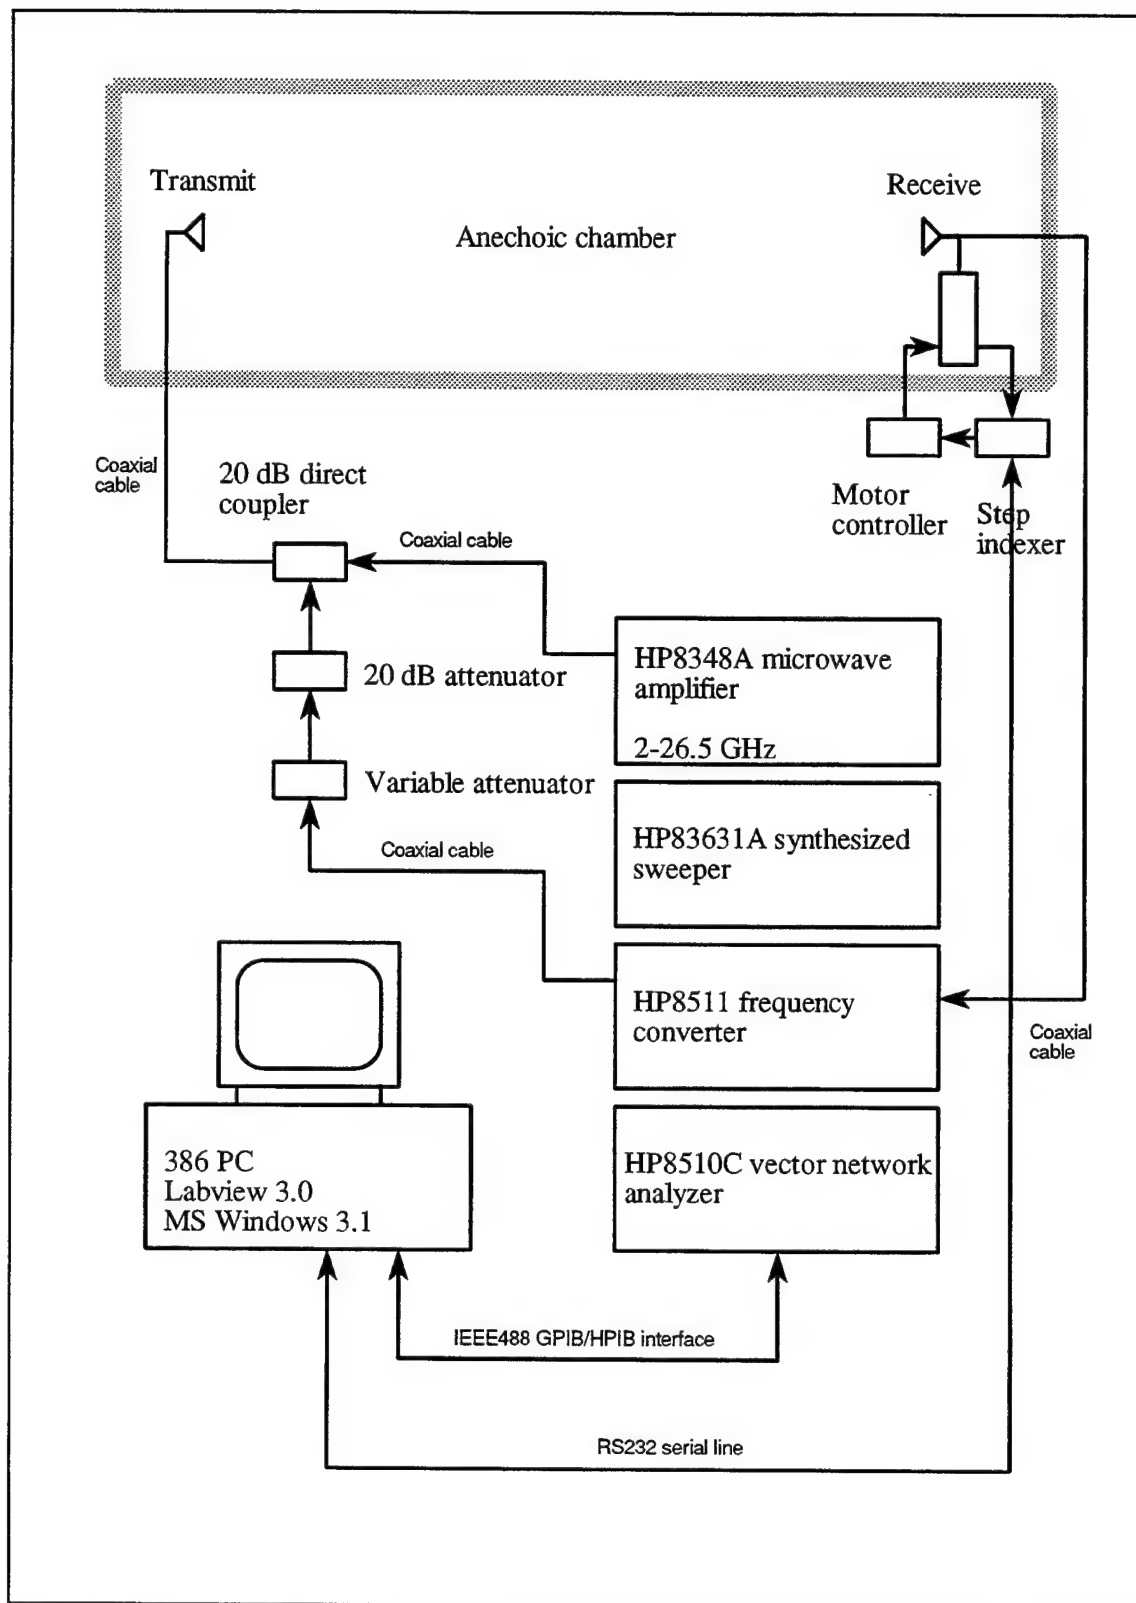 Transmit
Receive
Anechoic chamber
Coaxial
cable
20 dB direct
coupler
Motor
controller
Step
indexer
Coaxial cable
HP8348A microwave
amplifier
2-26.5 GHz
20 dB attenuator
Variable attenuator
Coaxial cable
HP83631A synthesized
sweeper
HP8511 frequency
converter
Coaxial
cable
386 PC
Labview 3.0
MS Windows 3.1
HP8510C vector network
analyzer
IEEE488 GPIB/HPIB interface
RS232 serial line